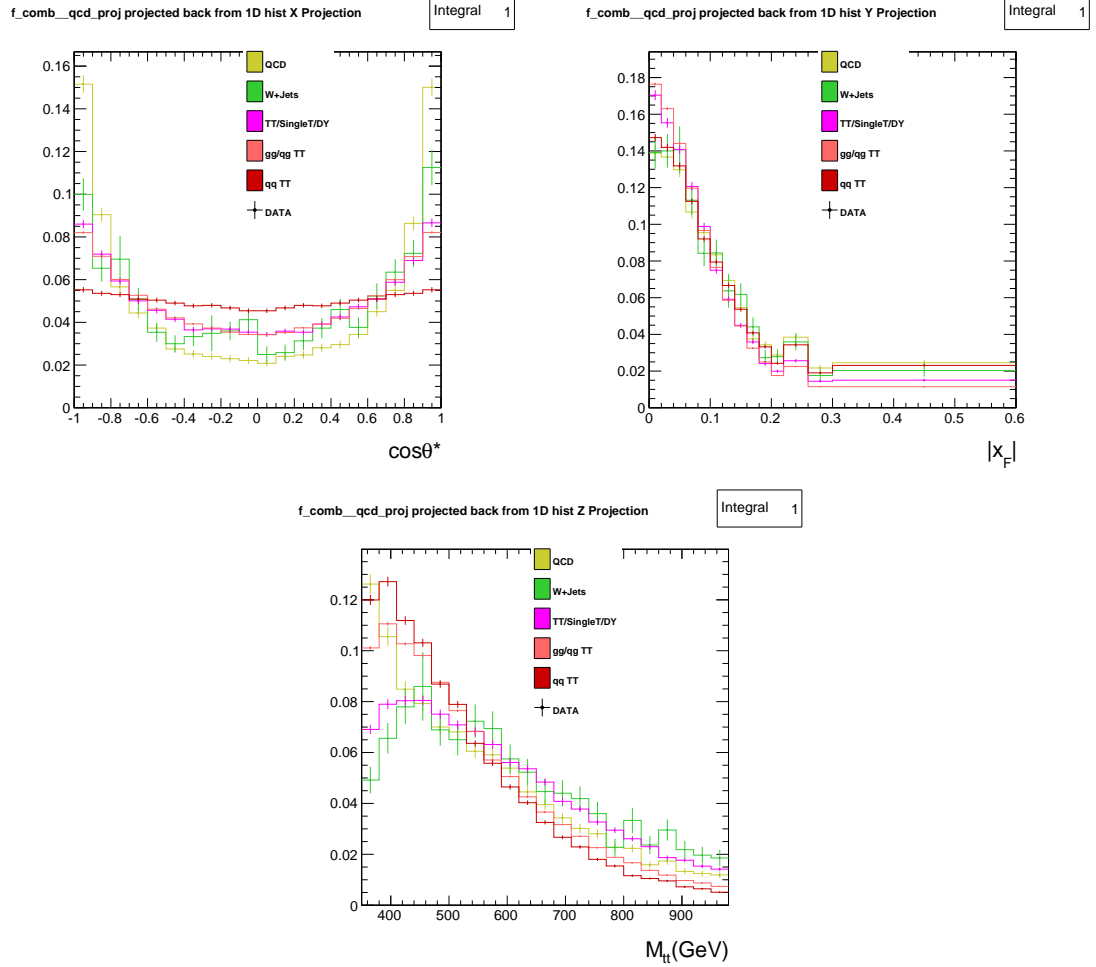 f_comb__qcd_proj projected back from 1D hist X Projection
Integral 1
QCD
W+Jets
TT/SingleT/DY
gg/qg TT
qq TT
DATA
0.16
0.14
0.12
0.1
0.08
0.06
0.04
0.02
0
-1 -0.8 -0.6 -0.4 -0.2 0 0.2 0.4 0.6 0.8 1
cosθ*
f_comb__qcd_proj projected back from 1D hist Y Projection
Integral 1
QCD
W+Jets
TT/SingleT/DY
gg/qg TT
qq TT
DATA
0.18
0.16
0.14
0.12
0.1
0.08
0.06
0.04
0.02
0
0 0.1 0.2 0.3 0.4 0.5 0.6
|x_F|
f_comb__qcd_proj projected back from 1D hist Z Projection
Integral 1
QCD
W+Jets
TT/SingleT/DY
gg/qg TT
qq TT
DATA
0.12
0.1
0.08
0.06
0.04
0.02
0
400 500 600 700 800 900
M_tt(GeV)